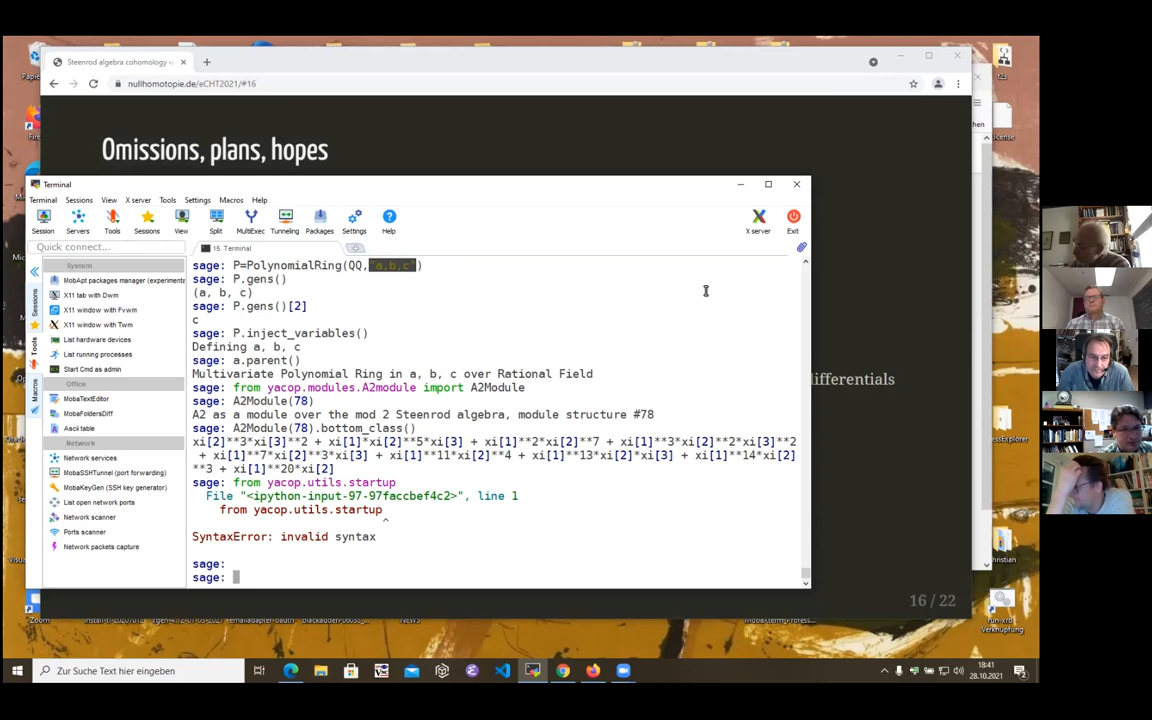 Papie
Steenrod algebra cohomology
nullhomotopie.de/eCHT2021/#16
Omissions, plans, hopes
Terminal
Terminal Sessions View X server Tools Settings Macros Help
Session Servers Tools Sessions View Split MultiExec Tunneling Packages Settings Help X server Exit
Quick connect...
15. Terminal
Sessions
Tools
Macros
System
MobApt packages manager (experimenta
X11 tab with Dwm
X11 window with Fvwm
X11 window with Twm
List hardware devices
List running processes
Start Cmd as admin
Office
MobaTextEditor
MobaFoldersDiff
Ascii table
Network
Network services
MobaSSHTunnel (port forwarding)
MobaKeyGen (SSH key generator)
List open network ports
Network scanner
Ports scanner
Network packets capture
sage: P=PolynomialRing(QQ,"a,b,c")
sage: P.gens()
(a, b, c)
sage: P.gens()[2]
c
sage: P.inject_variables()
Defining a, b, c
sage: a.parent()
Multivariate Polynomial Ring in a, b, c over Rational Field
sage: from yacop.modules.A2module import A2Module
sage: A2Module(78)
A2 as a module over the mod 2 Steenrod algebra, module structure #78
sage: A2Module(78).bottom_class()
xi[2]**3*xi[3]**2 + xi[1]*xi[2]**5*xi[3] + xi[1]**2*xi[2]**7 + xi[1]**3*xi[2]**2*xi[3]**2
+ xi[1]**7*xi[2]**3*xi[3] + xi[1]**11*xi[2]**4 + xi[1]**13*xi[2]*xi[3] + xi[1]**14*xi[2]
**3 + xi[1]**20*xi[2]
sage: from yacop.utils.startup
File "<ipython-input-97-97faccbef4c2>", line 1
from yacop.utils.startup
^
SyntaxError: invalid syntax
sage:
sage:
ifferentials
16 / 22
Zoom
run-xrd
Verknüpfung
Zur Suche Text hier eingeben
18:41
28.10.2021